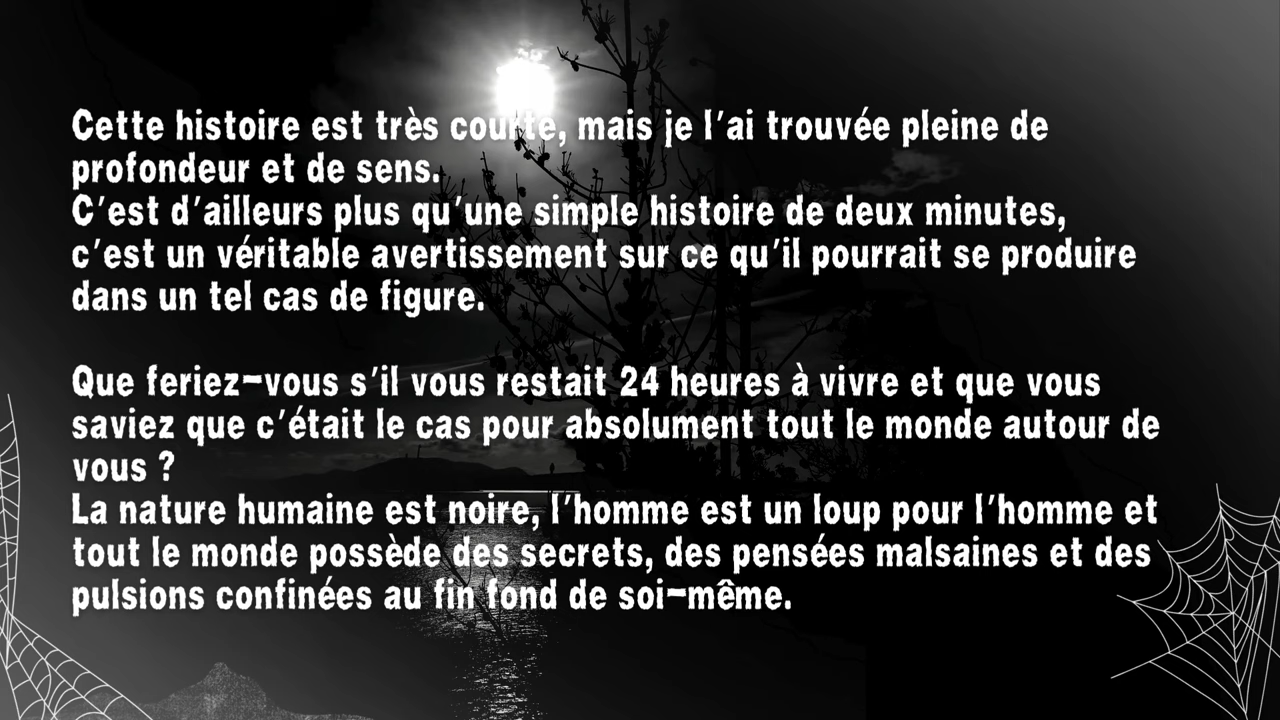 Cette histoire est très courte, mais je l'ai trouvée pleine de
profondeur et de sens.
C'est d'ailleurs plus qu'une simple histoire de deux minutes,
c'est un véritable avertissement sur ce qu'il pourrait se produire
dans un tel cas de figure.
Que feriez-vous s'il vous restait 24 heures à vivre et que vous
saviez que c'était le cas pour absolument tout le monde autour de
vous ?
La nature humaine est noire, l'homme est un loup pour l'homme et
tout le monde possède des secrets, des pensées malsaines et des
pulsions confinées au fin fond de soi-même.